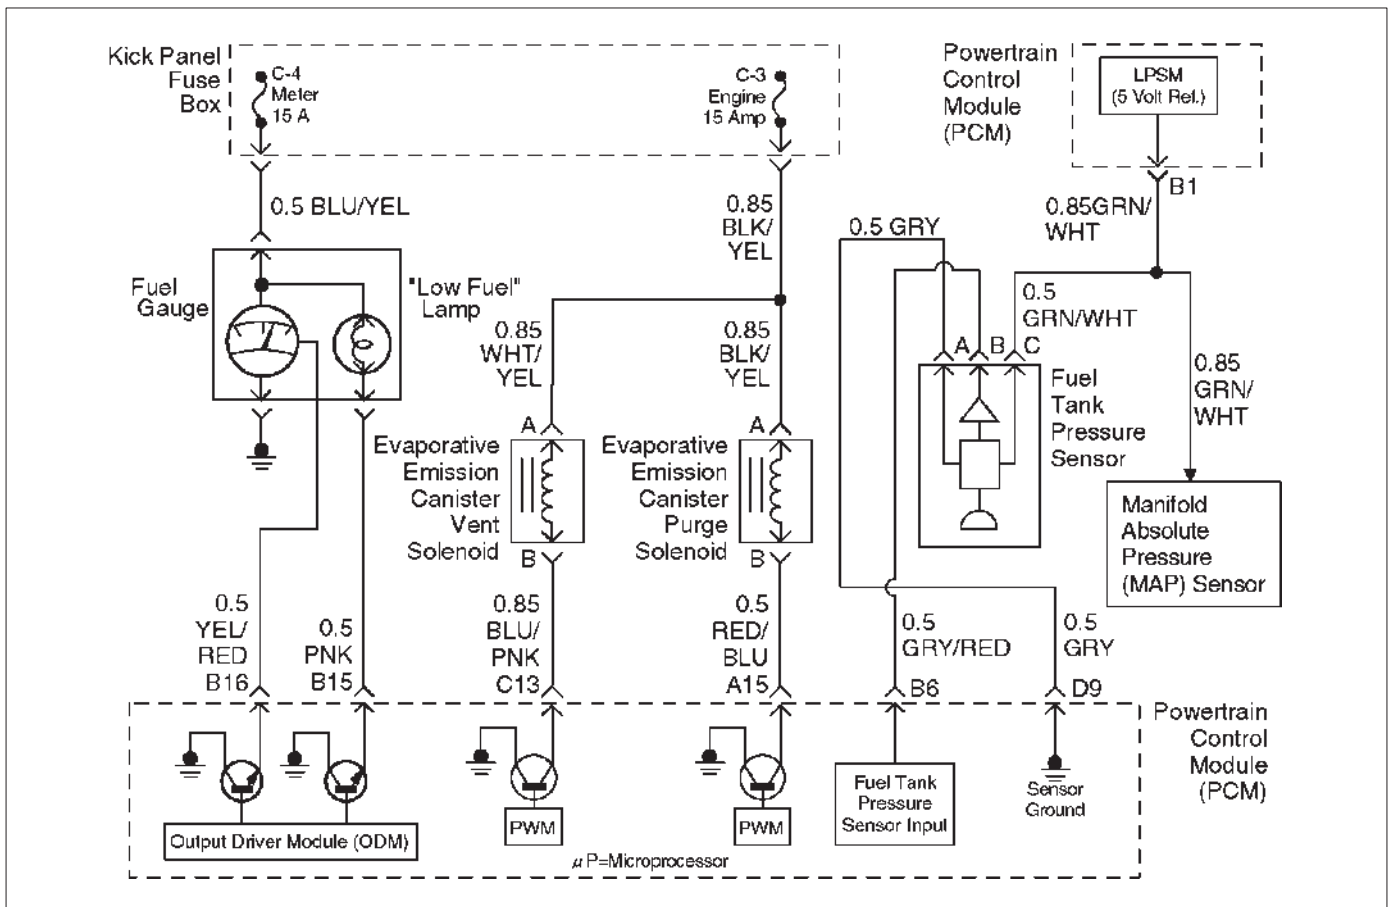 Kick Panel
Fuse
Box
C-4
Meter
15 A
C-3
Engine
15 Amp
Powertrain
Control
Module
(PCM)
LPSM
(5 Volt Ref.)
B1
0.5 BLU/YEL
0.85
BLK/
YEL
0.5 GRY
0.85GRN/
WHT
Fuel
Gauge
"Low Fuel"
Lamp
0.85
WHT/
YEL
0.85
BLK/
YEL
0.5
GRN/WHT
A B C
0.85
GRN/
WHT
Fuel
Tank
Pressure
Sensor
A
Evaporative
Emission
Canister
Vent
Solenoid
B
A
Evaporative
Emission
Canister
Purge
Solenoid
B
Manifold
Absolute
Pressure
(MAP) Sensor
0.5
YEL/
RED
B16
0.5
PNK
B15
0.85
BLU/
PNK
C13
0.5
RED/
BLU
A15
0.5
GRY/RED
B6
0.5
GRY
D9
Powertrain
Control
Module
(PCM)
Output Driver Module (ODM)
PWM
PWM
Fuel Tank
Pressure
Sensor Input
Sensor
Ground
μP=Microprocessor